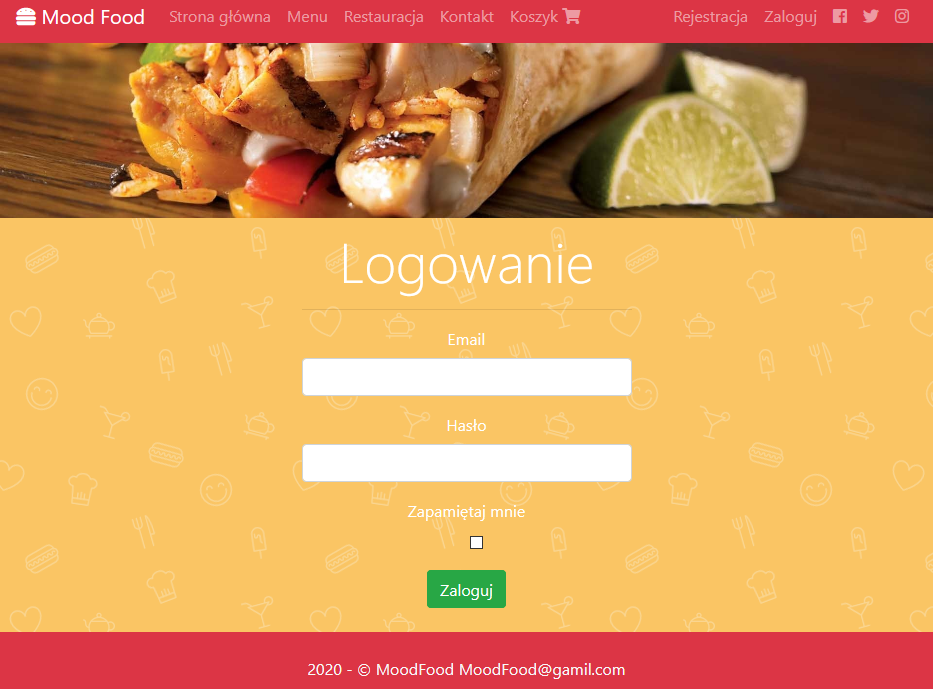 Mood Food Strona główna Menu Restauracja Kontakt Koszyk Rejestracja Zaloguj
Logowanie
Email
Hasło
Zapamiętaj mnie
Zaloguj
2020 - © MoodFood MoodFood@gamil.com